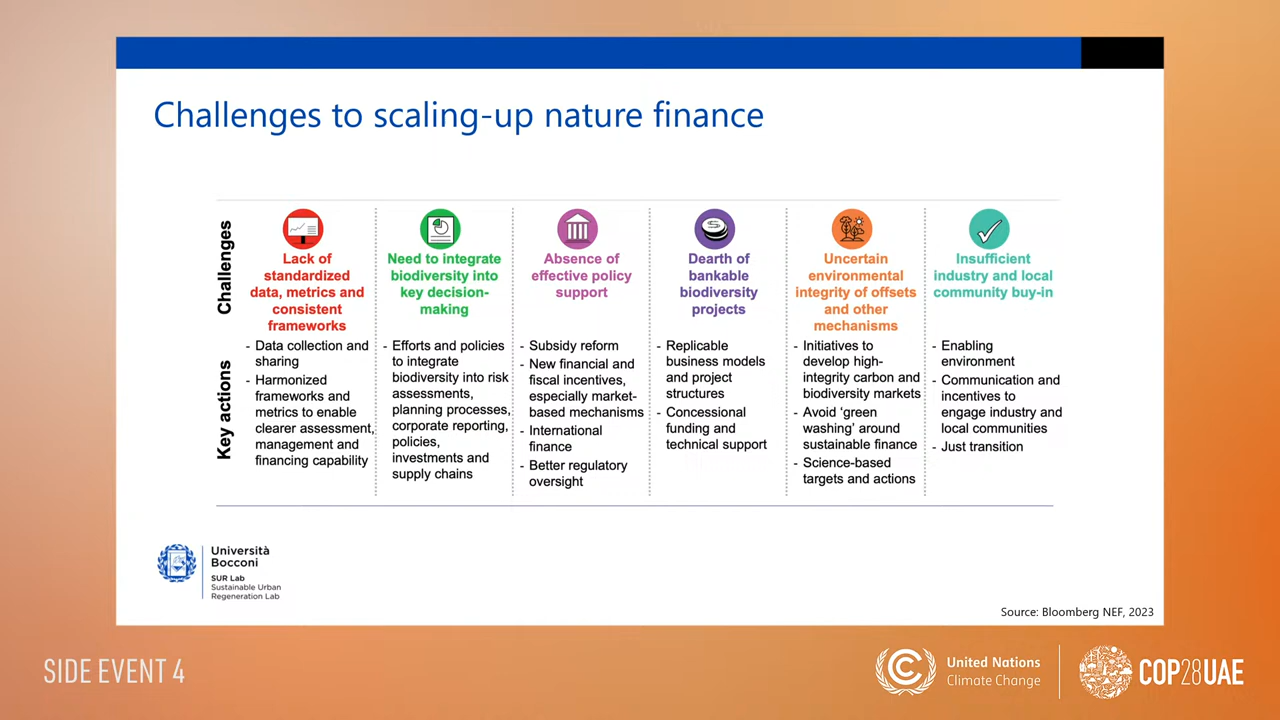 Challenges to scaling-up nature finance
Challenges
Lack of
standardized
data, metrics and
consistent
frameworks
Need to integrate
biodiversity into
key decision-
making
Absence of
effective policy
support
Dearth of
bankable
biodiversity
projects
Uncertain
environmental
integrity of offsets
and other
mechanisms
Insufficient
industry and local
community buy-in
Key actions
- Data collection and
sharing
- Harmonized
frameworks and
metrics to enable
clearer assessment,
management and
financing capability
- Efforts and policies
to integrate
biodiversity into risk
assessments,
planning processes,
corporate reporting,
policies,
investments and
supply chains
- Subsidy reform
- New financial and
fiscal incentives,
especially market-
based mechanisms
- International
finance
- Better regulatory
oversight
- Replicable
business models
and project
structures
- Concessional
funding and
technical support
- Initiatives to
develop high-
integrity carbon and
biodiversity markets
- Avoid ‘green
washing’ around
sustainable finance
- Science-based
targets and actions
- Enabling
environment
- Communication and
incentives to
engage industry and
local communities
- Just transition
Università
Bocconi
SUR Lab
Sustainable Urban
Regeneration Lab
Source: Bloomberg NEF, 2023
SIDE EVENT 4
United Nations
Climate Change
COP28UAE